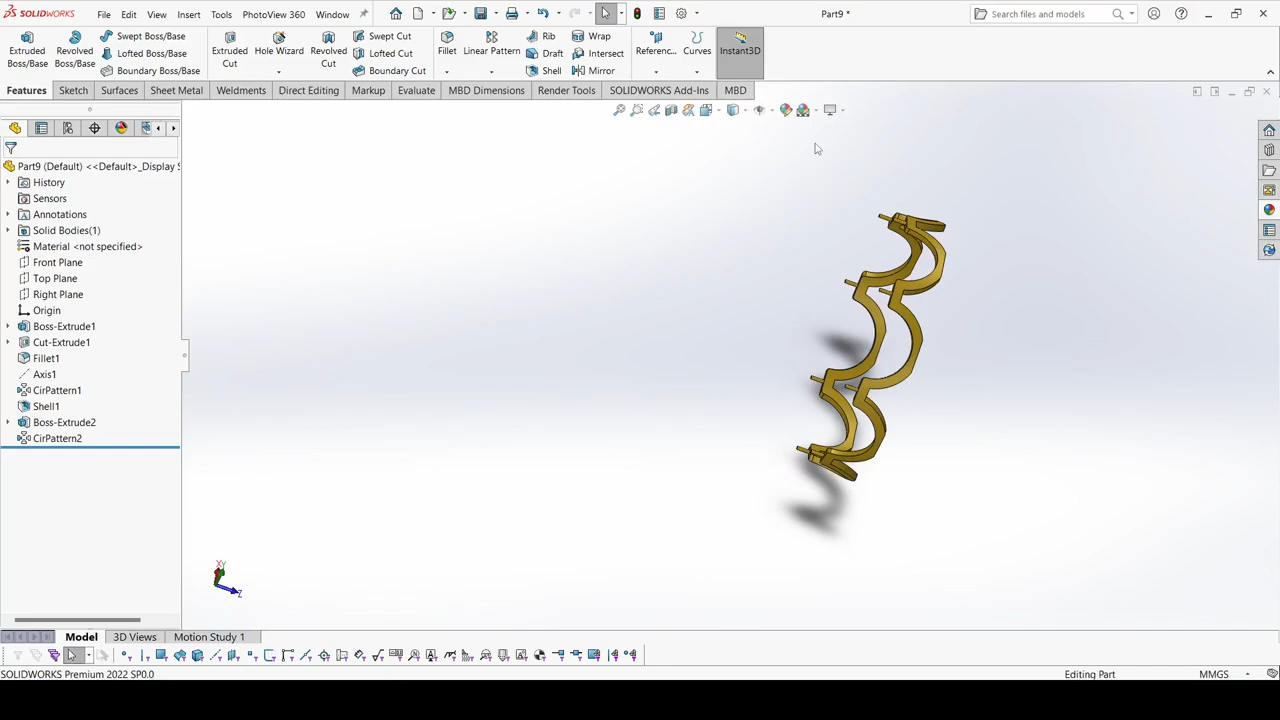 SOLIDWORKS File Edit View Insert Tools PhotoView 360 Window Part9 * Search files and models
Extruded Boss/Base
Revolved Boss/Base
Swept Boss/Base
Lofted Boss/Base
Boundary Boss/Base
Extruded Cut
Hole Wizard
Revolved Cut
Swept Cut
Lofted Cut
Boundary Cut
Fillet
Linear Pattern
Rib
Draft
Shell
Wrap
Intersect
Mirror
Referenc...
Curves
Instant3D
Features Sketch Surfaces Sheet Metal Weldments Direct Editing Markup Evaluate MBD Dimensions Render Tools SOLIDWORKS Add-Ins MBD
Part9 (Default) <<Default>_Display S
History
Sensors
Annotations
Solid Bodies(1)
Material <not specified>
Front Plane
Top Plane
Right Plane
Origin
Boss-Extrude1
Cut-Extrude1
Fillet1
Axis1
CirPattern1
Shell1
Boss-Extrude2
CirPattern2
Z
Model 3D Views Motion Study 1
SOLIDWORKS Premium 2022 SP0.0 Editing Part MMGS